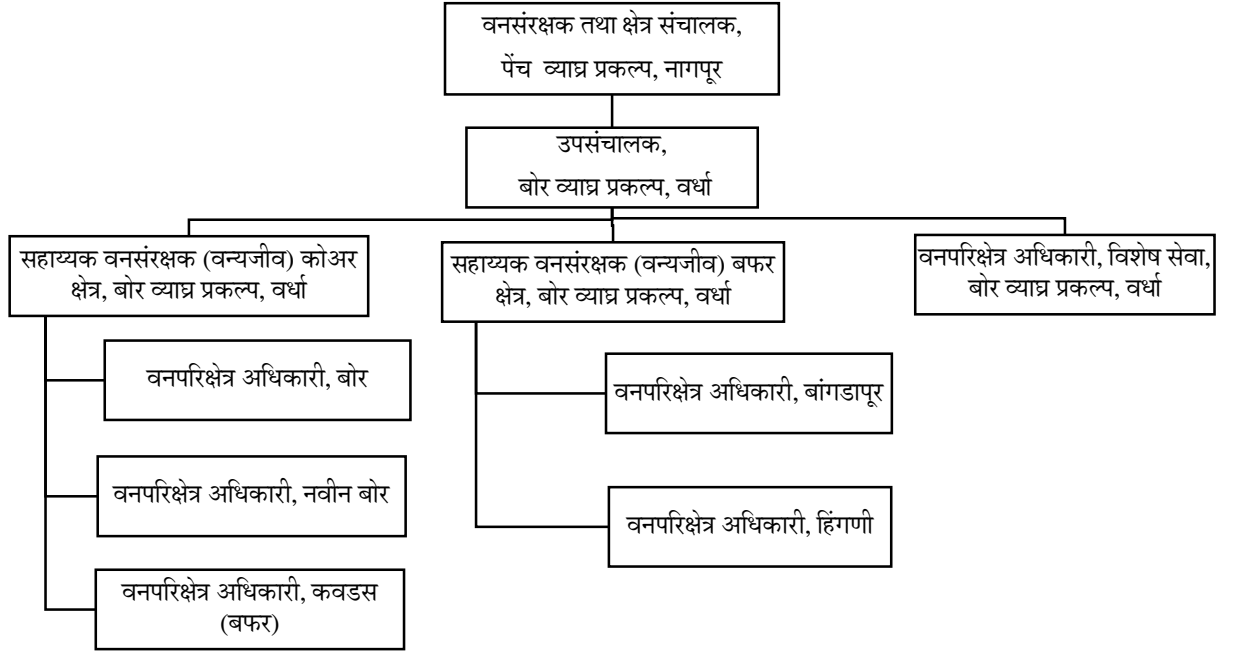 वनसंरक्षक तथा क्षेत्र संचालक,
पेंच व्याघ्र प्रकल्प, नागपूर
उपसंचालक,
बोर व्याघ्र प्रकल्प, वर्धा
सहाय्यक वनसंरक्षक (वन्यजीव) कोअर
क्षेत्र, बोर व्याघ्र प्रकल्प, वर्धा
वनपरिक्षेत्र अधिकारी, बोर
वनपरिक्षेत्र अधिकारी, नवीन बोर
वनपरिक्षेत्र अधिकारी, कवडस
(बफर)
सहाय्यक वनसंरक्षक (वन्यजीव) बफर
क्षेत्र, बोर व्याघ्र प्रकल्प, वर्धा
वनपरिक्षेत्र अधिकारी, बांगडापूर
वनपरिक्षेत्र अधिकारी, हिंगणी
वनपरिक्षेत्र अधिकारी, विशेष सेवा,
बोर व्याघ्र प्रकल्प, वर्धा